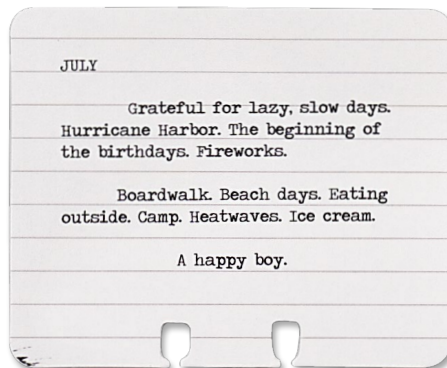 JULY
Grateful for lazy, slow days.
Hurricane Harbor. The beginning of
the birthdays. Fireworks.
Boardwalk. Beach days. Eating
outside. Camp. Heatwaves. Ice cream.
A happy boy.